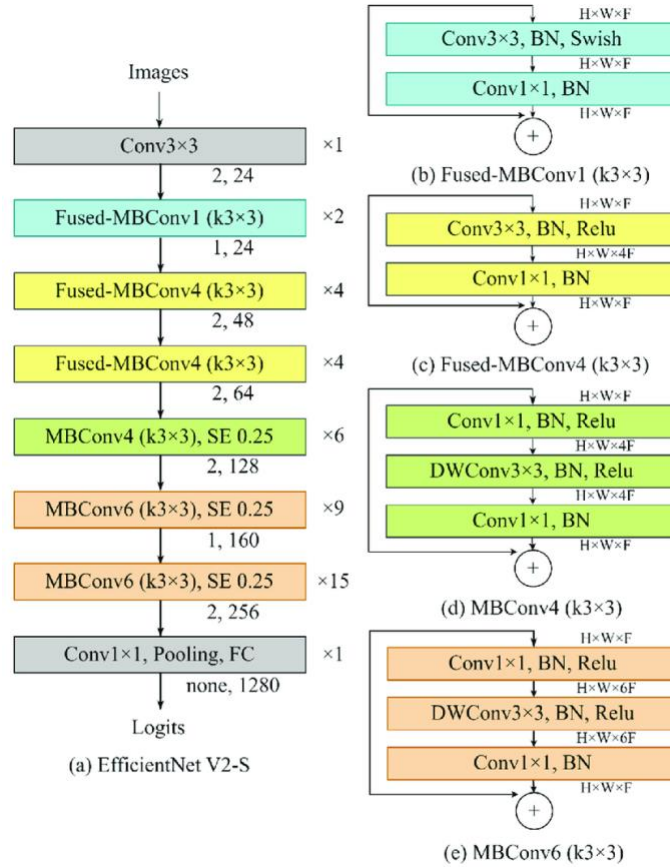 Images
Conv3×3
×1
2, 24
Fused-MBConv1 (k3×3)
×2
1, 24
Fused-MBConv4 (k3×3)
×4
2, 48
Fused-MBConv4 (k3×3)
×4
2, 64
MBConv4 (k3×3), SE 0.25
×6
2, 128
MBConv6 (k3×3), SE 0.25
×9
1, 160
MBConv6 (k3×3), SE 0.25
×15
2, 256
Conv1×1, Pooling, FC
×1
none, 1280
Logits
(a) EfficientNet V2-S
H×W×F
Conv3×3, BN, Swish
H×W×F
Conv1×1, BN
H×W×F
+
(b) Fused-MBConv1 (k3×3)
H×W×F
Conv3×3, BN, Relu
H×W×4F
Conv1×1, BN
H×W×F
+
(c) Fused-MBConv4 (k3×3)
H×W×F
Conv1×1, BN, Relu
H×W×4F
DWConv3×3, BN, Relu
H×W×4F
Conv1×1, BN
H×W×F
+
(d) MBConv4 (k3×3)
H×W×F
Conv1×1, BN, Relu
H×W×6F
DWConv3×3, BN, Relu
H×W×6F
Conv1×1, BN
H×W×F
+
(e) MBConv6 (k3×3)